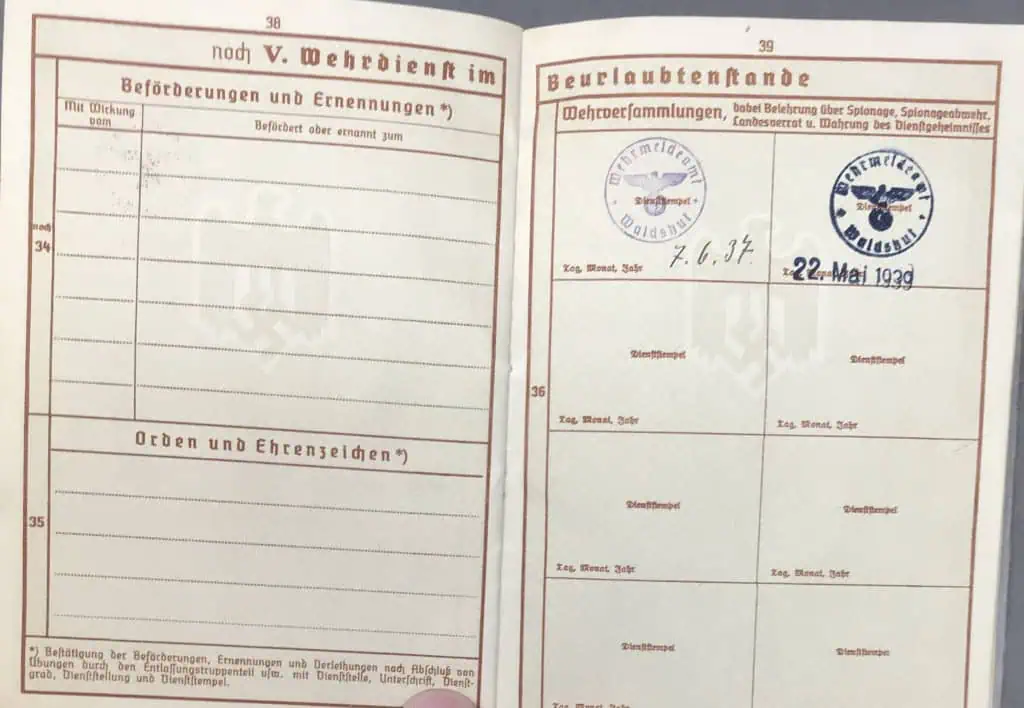 38
noch V. Wehrdienst im
Beförderungen und Ernennungen *)
Mit Wirkung
vom
Befördert oder ernannt zum
noch
34
Orden und Ehrenzeichen *)
35
*) Bestätigung der Beförderungen, Ernennungen und Verleihungen nach Abschluß von
Übungen durch den Entlassungstruppenteil usw. mit Dienststelle, Unterschrift, Dienst-
grad, Dienststellung und Dienststempel.
39
Beurlaubtenstande
Wehrversammlungen, dabei Belehrung über Spionage, Spionageabwehr,
Landesverrat u. Wahrung des Dienstgeheimnisses
Wehrmeldeamt
Dienststempel
Waldshut
Tag, Monat, Jahr
7.6.37.
Wehrmeldeamt
Dienststempel
Waldshut
22. Mai 1939
36
Dienststempel
Dienststempel
Tag, Monat, Jahr
Tag, Monat, Jahr
Dienststempel
Dienststempel
Tag, Monat, Jahr
Tag, Monat, Jahr
Dienststempel
Dienststempel
Tag, Monat, Jahr